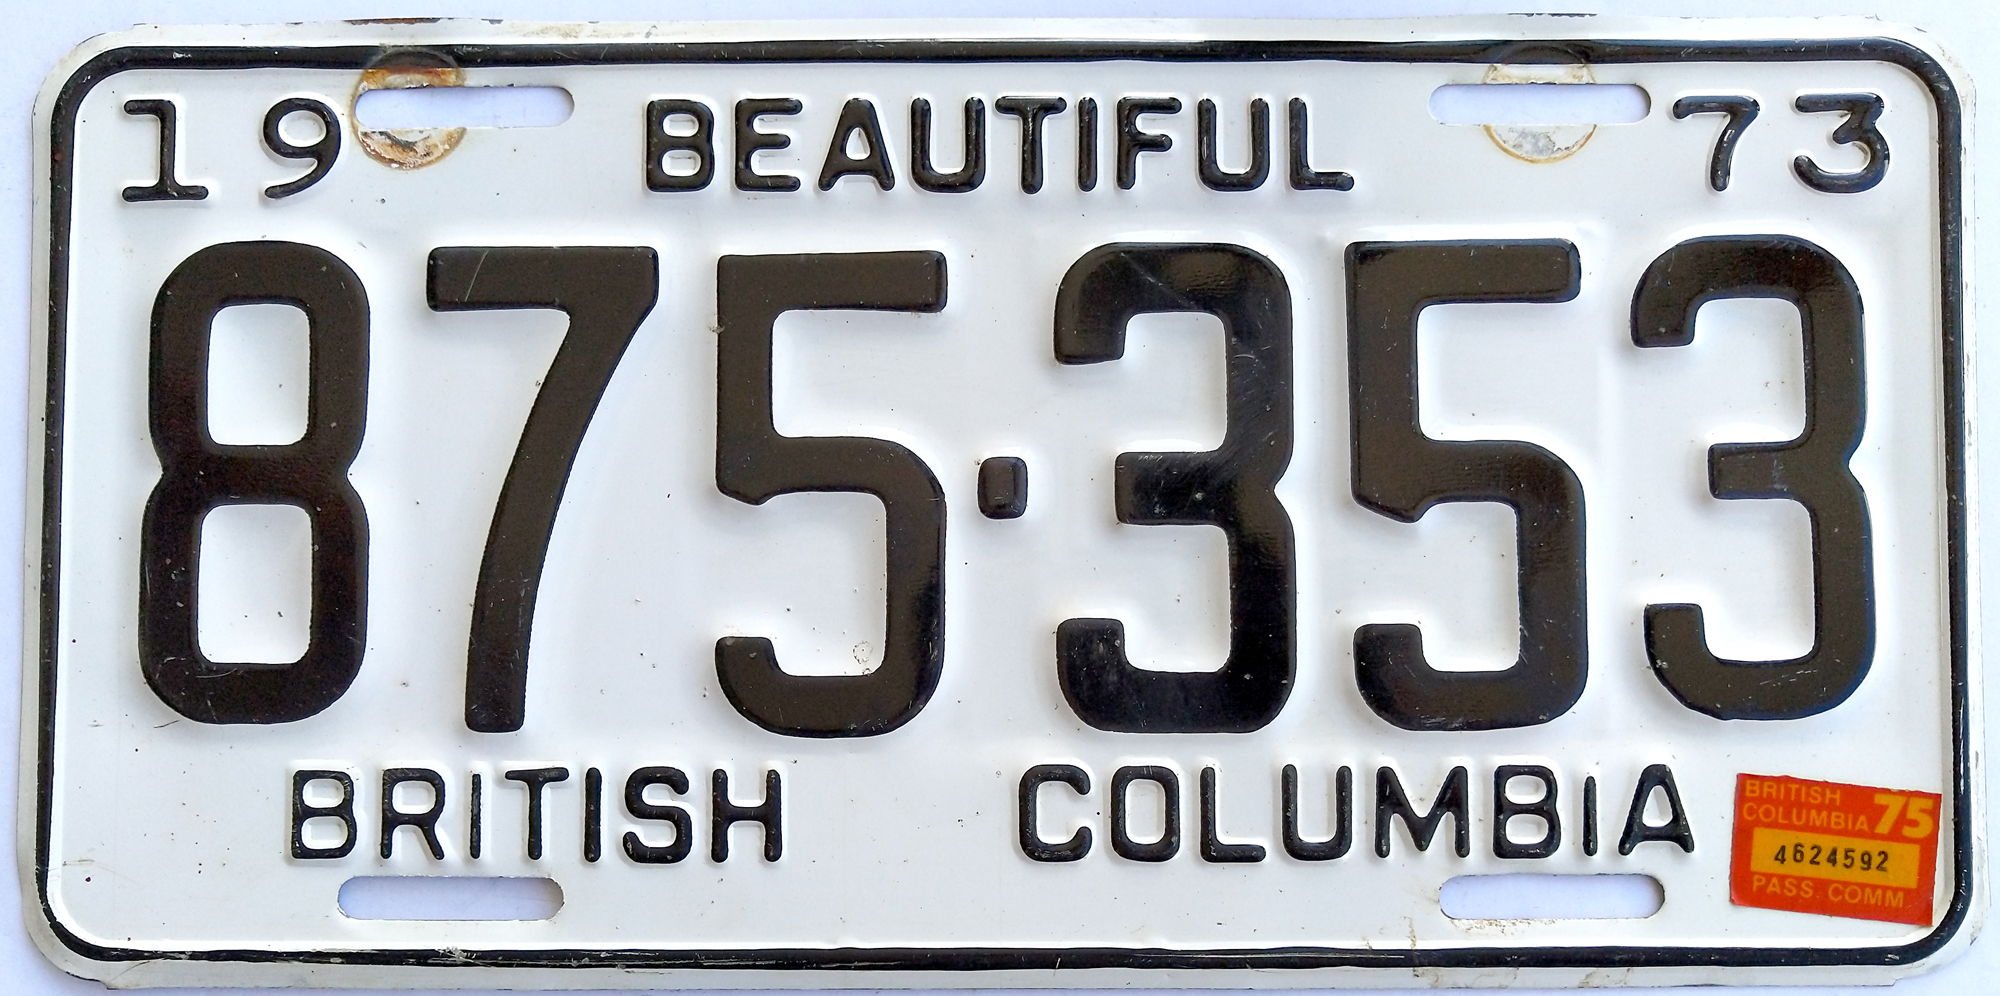 19 BEAUTIFUL 73
875·353
BRITISH COLUMBIA
BRITISH
COLUMBIA 75
4624592
PASS. COMM